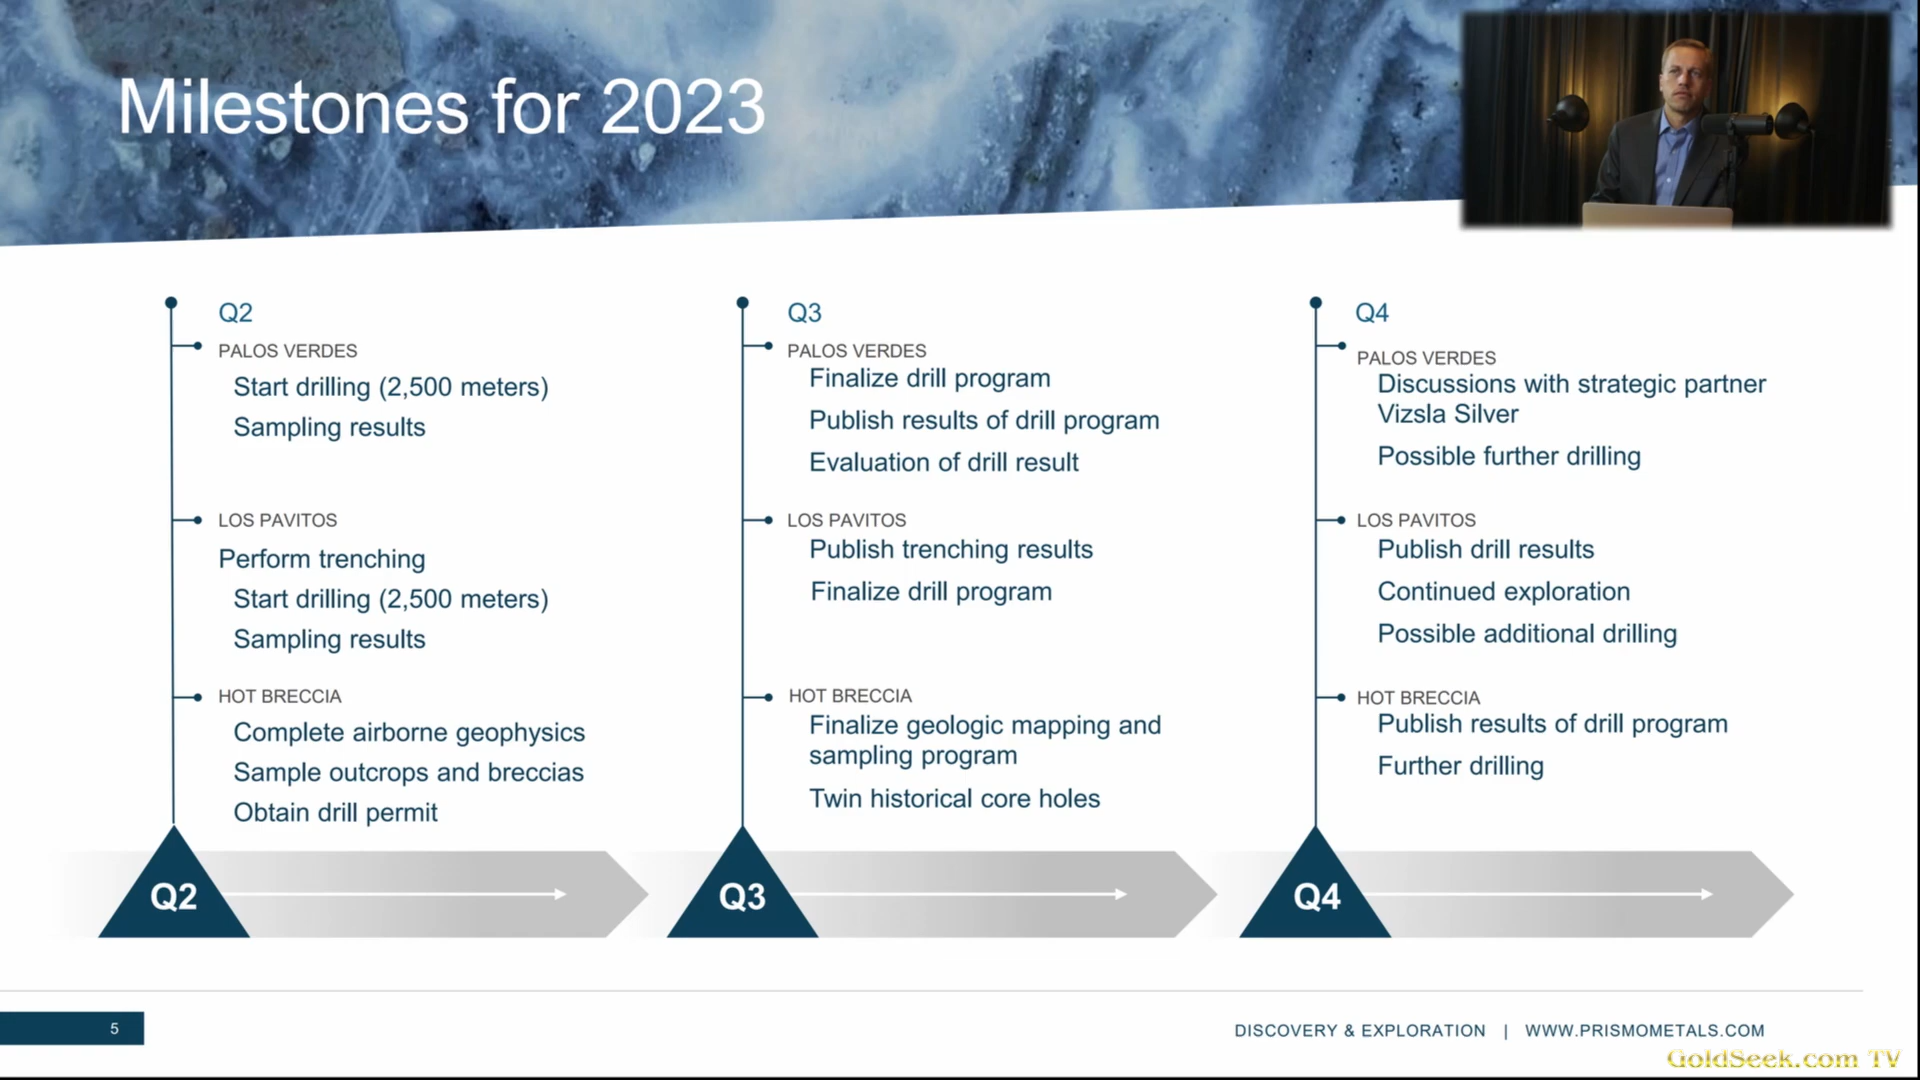 Milestones for 2023
Q2
PALOS VERDES
Start drilling (2,500 meters)
Sampling results
LOS PAVITOS
Perform trenching
Start drilling (2,500 meters)
Sampling results
HOT BRECCIA
Complete airborne geophysics
Sample outcrops and breccias
Obtain drill permit
Q3
PALOS VERDES
Finalize drill program
Publish results of drill program
Evaluation of drill result
LOS PAVITOS
Publish trenching results
Finalize drill program
HOT BRECCIA
Finalize geologic mapping and
sampling program
Twin historical core holes
Q4
PALOS VERDES
Discussions with strategic partner
Vizsla Silver
Possible further drilling
LOS PAVITOS
Publish drill results
Continued exploration
Possible additional drilling
HOT BRECCIA
Publish results of drill program
Further drilling
Q2
Q3
Q4
5
DISCOVERY & EXPLORATION | WWW.PRISMOMETALS.COM
GoldSeek.com TV